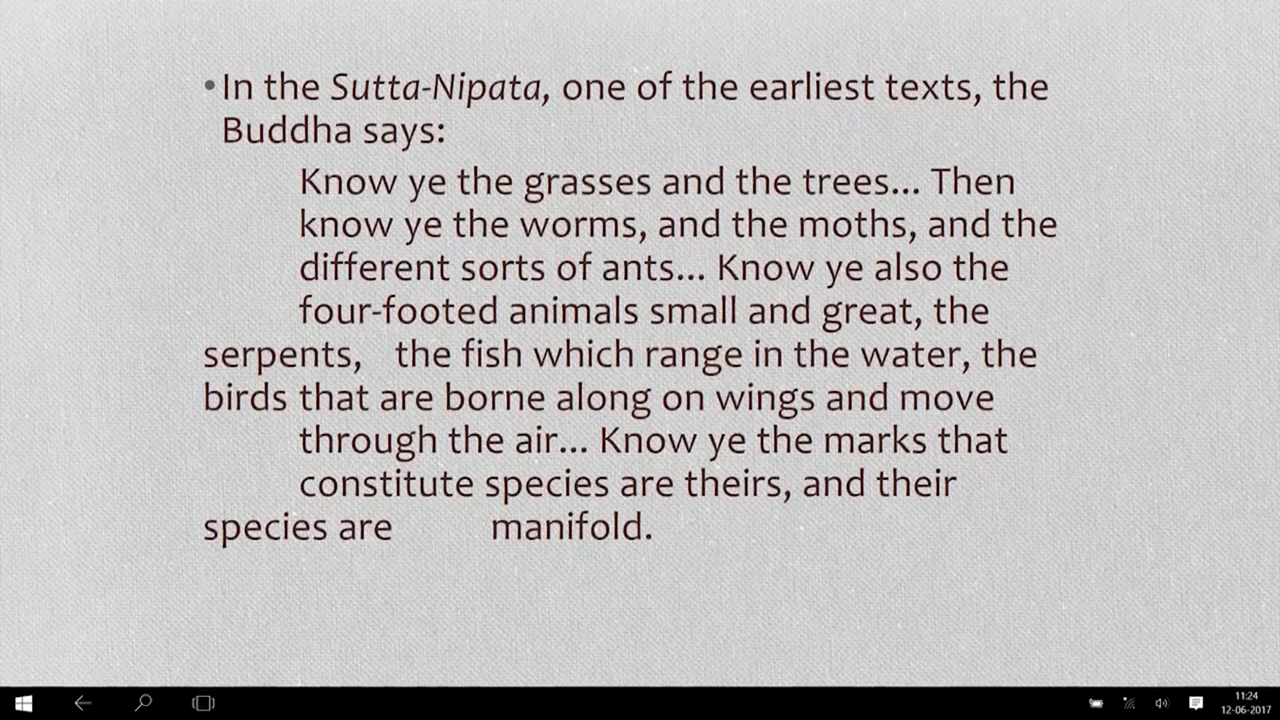 •In the Sutta-Nipata, one of the earliest texts, the
Buddha says:
Know ye the grasses and the trees... Then
know ye the worms, and the moths, and the
different sorts of ants... Know ye also the
four-footed animals small and great, the
serpents, the fish which range in the water, the
birds that are borne along on wings and move
through the air... Know ye the marks that
constitute species are theirs, and their
species are manifold.
11:24
12-06-2017